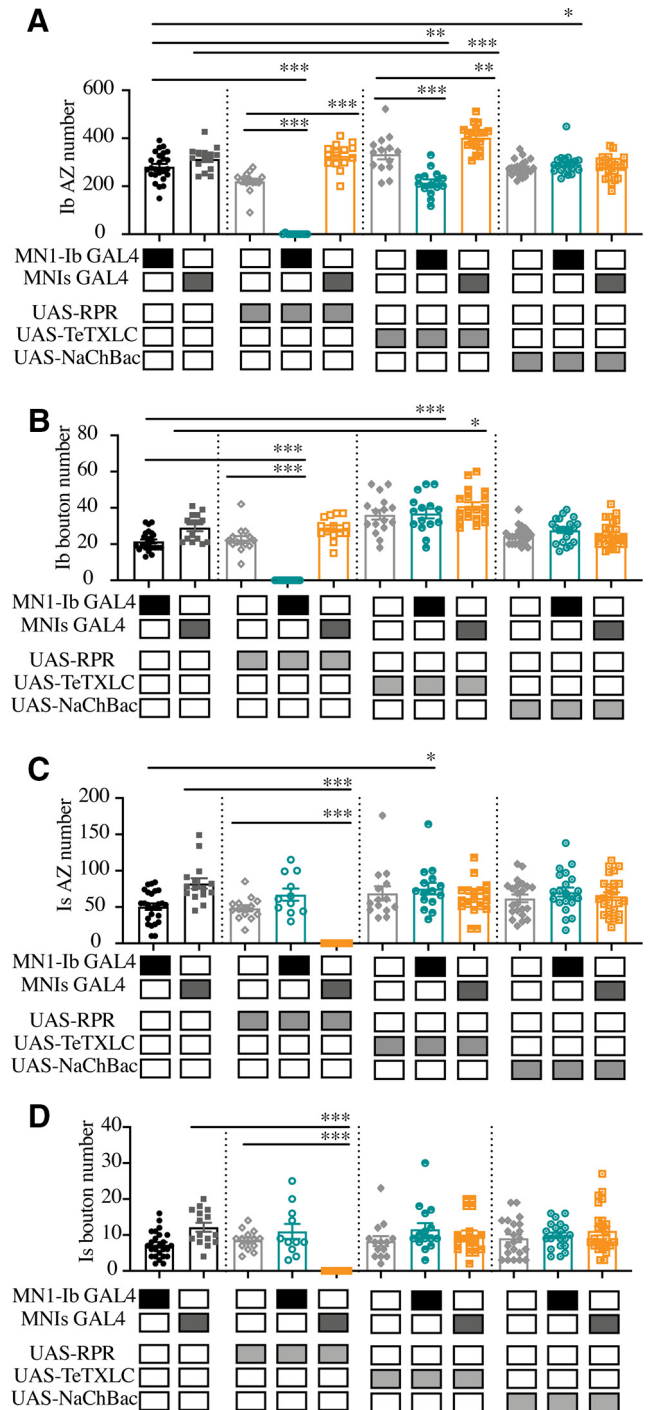 A
*
**
***
***
**
***
***
***
600
400
200
0
Ib AZ number
MN1-Ib GAL4
MNIs GAL4
UAS-RPR
UAS-TeTXLC
UAS-NaChBac
B
***
*
***
***
80
60
40
20
0
Ib bouton number
MN1-Ib GAL4
MNIs GAL4
UAS-RPR
UAS-TeTXLC
UAS-NaChBac
C
*
***
***
200
150
100
50
0
Is AZ number
MN1-Ib GAL4
MNIs GAL4
UAS-RPR
UAS-TeTXLC
UAS-NaChBac
D
***
***
40
30
20
10
0
Is bouton number
MN1-Ib GAL4
MNIs GAL4
UAS-RPR
UAS-TeTXLC
UAS-NaChBac